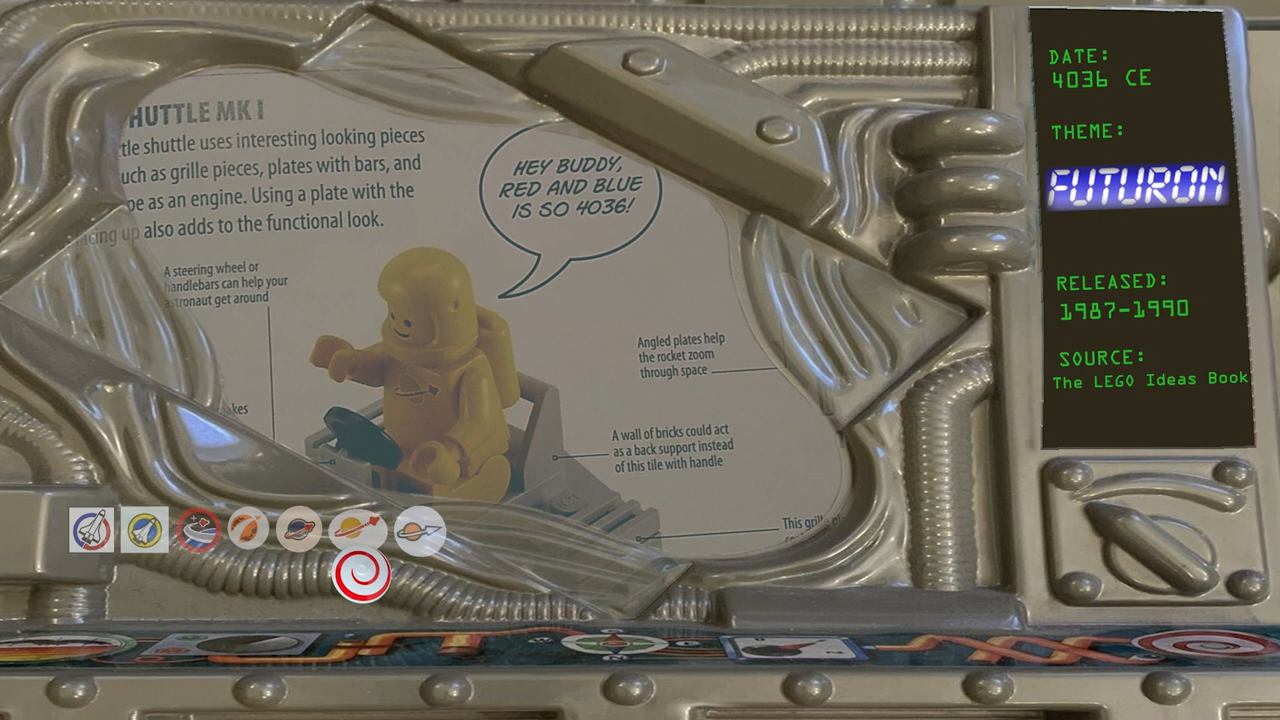 HUTTLE MK I
tle shuttle uses interesting looking pieces
uch as grille pieces, plates with bars, and
pe as an engine. Using a plate with the
acing up also adds to the functional look.
HEY BUDDY,
RED AND BLUE
IS SO 4036!
A steering wheel or
handlebars can help your
astronaut get around
Angled plates help
the rocket zoom
through space
akes
A wall of bricks could act
as a back support instead
of this tile with handle
This grille
DATE:
4036 CE
THEME:
FUTURON
RELEASED:
1987-1990
SOURCE:
The LEGO Ideas Book